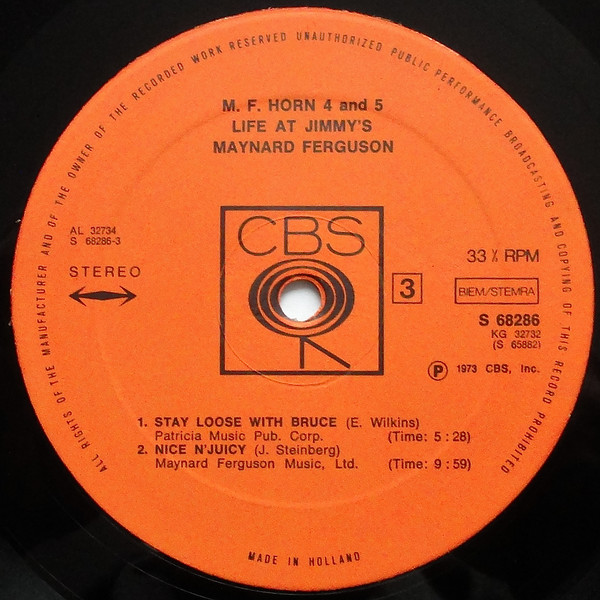 ALL RIGHTS OF THE MANUFACTURER AND OF THE OWNER OF THE RECORDED WORK RESERVED UNAUTHORIZED PUBLIC PERFORMANCE BROADCASTING AND COPYING OF THIS RECORD PROHIBITED
M. F. HORN 4 and 5
LIFE AT JIMMY'S
MAYNARD FERGUSON
AL 32734
S 68286-3
STEREO
CBS
3
33 ⅓ RPM
BIEM/STEMRA
S 68286
KG 32732
(S 65882)
Ⓟ 1973 CBS, Inc.
1. STAY LOOSE WITH BRUCE (E. Wilkins)
Patricia Music Pub. Corp. (Time: 5:28)
2. NICE N'JUICY (J. Steinberg)
Maynard Ferguson Music, Ltd. (Time: 9:59)
MADE IN HOLLAND